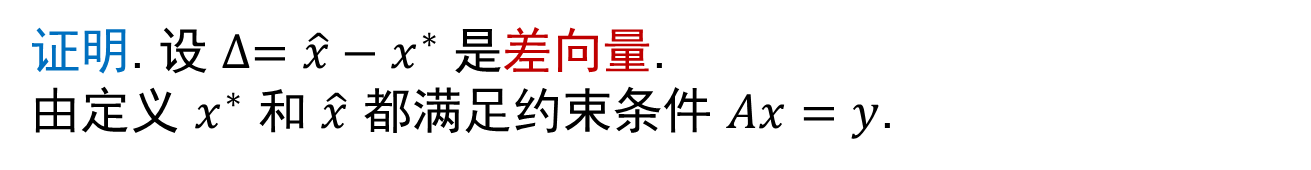 证明. 设 Δ= x̂ − x* 是差向量.
由定义 x* 和 x̂ 都满足约束条件 Ax = y.